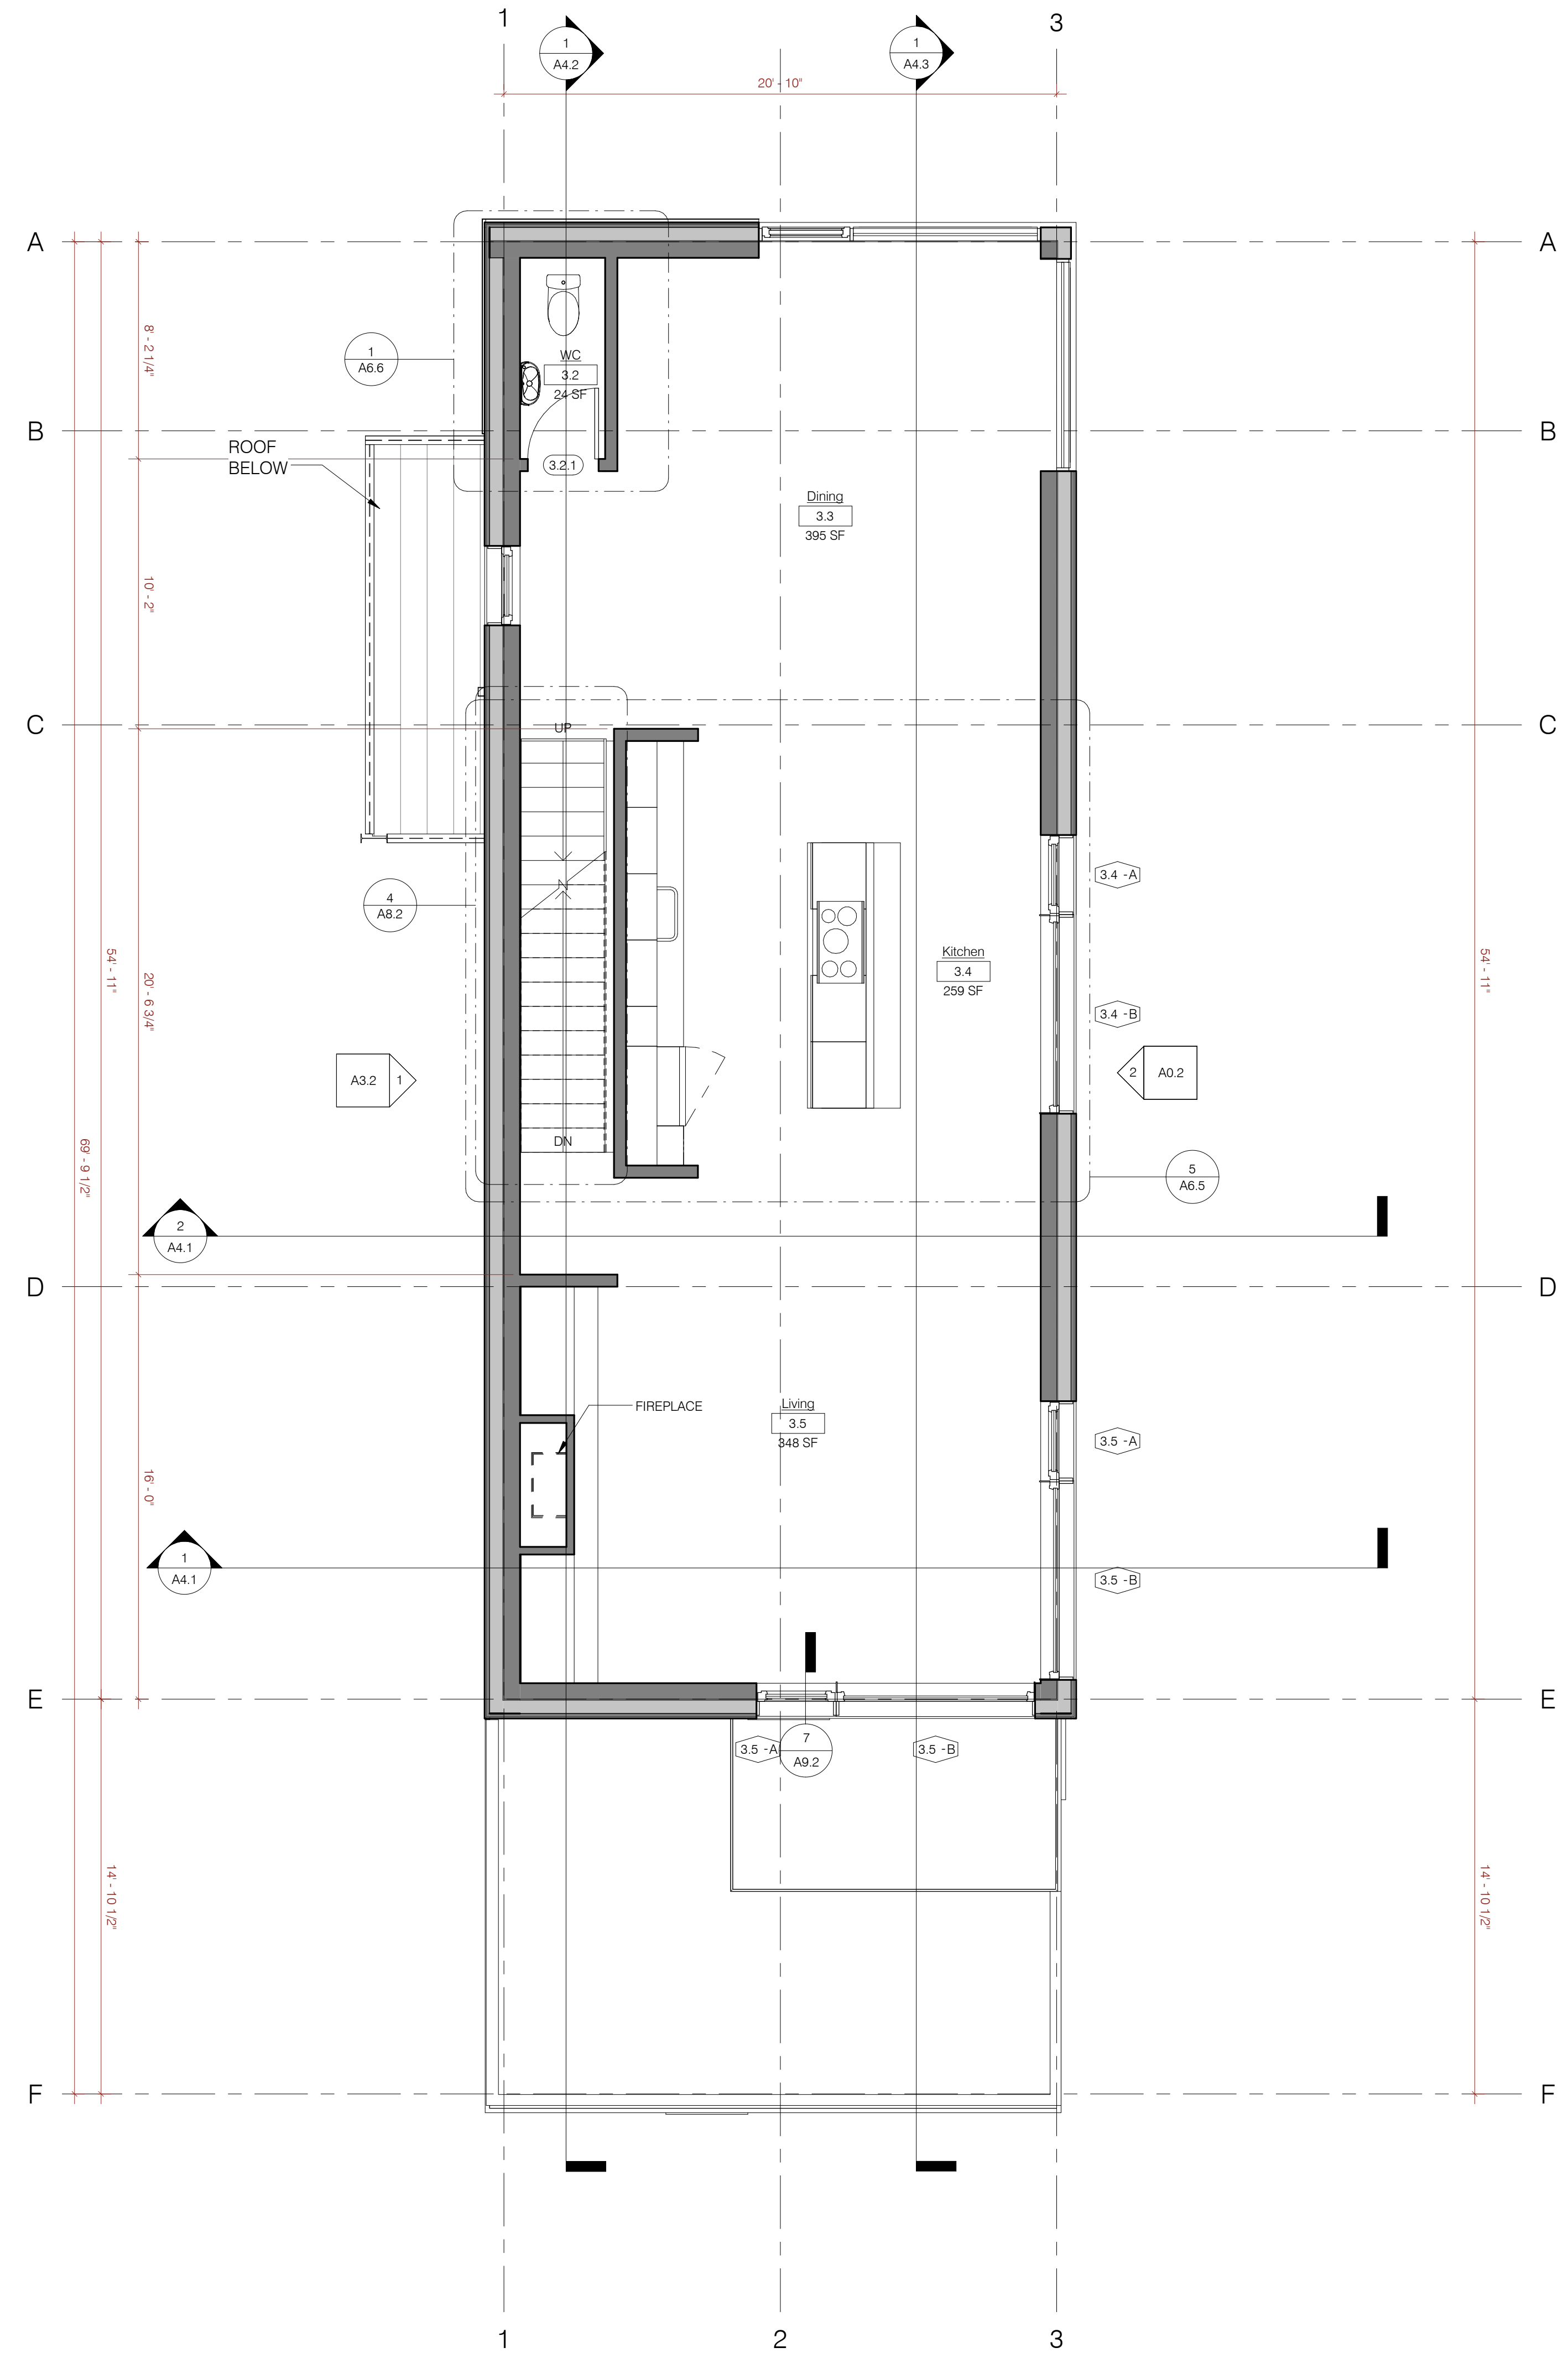 1
3
1
A4.2
1
A4.3
20' - 10"
A
A
8' - 2 1/4"
1
A6.6
WC
3.2
24 SF
B
B
ROOF
BELOW
3.2.1
Dining
3.3
395 SF
10' - 2"
C
C
UP
3.4 -A
4
A8.2
N
Kitchen
3.4
259 SF
54' - 11"
20' - 6 3/4"
54' - 11"
3.4 -B
A3.2
1
2
A0.2
DN
69' - 9 1/2"
5
A6.5
2
A4.1
D
D
FIREPLACE
Living
3.5
348 SF
3.5 -A
16' - 0"
1
A4.1
3.5 -B
E
E
3.5 -A
7
A9.2
3.5 -B
14' - 10 1/2"
14' - 10 1/2"
F
F
1
2
3